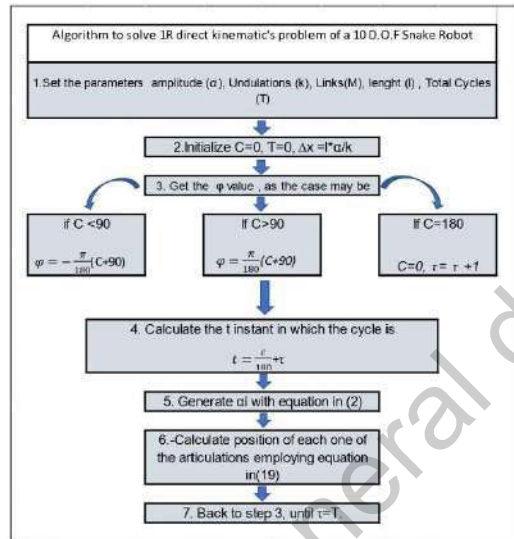 Algorithm to solve 1R direct kinematic's problem of a 10 D.O.F Snake Robot
1.Set the parameters amplitude (α), Undulations (k), Links(M), lenght (l) , Total Cycles
(T)
2.Initialize C=0, T=0, Δx =l*α/k
3. Get the φ value , as the case may be
if C <90
φ = − π/180 (C+90)
If C>90
φ = π/180 (C+90)
If C=180
C=0, τ= τ +1
4. Calculate the t instant in which the cycle is
t = c/180 +τ
5. Generate αi with equation in (2)
6.-Calculate position of each one of
the articulations employing equation
in(19)
7. Back to step 3, until τ=T.
neral d